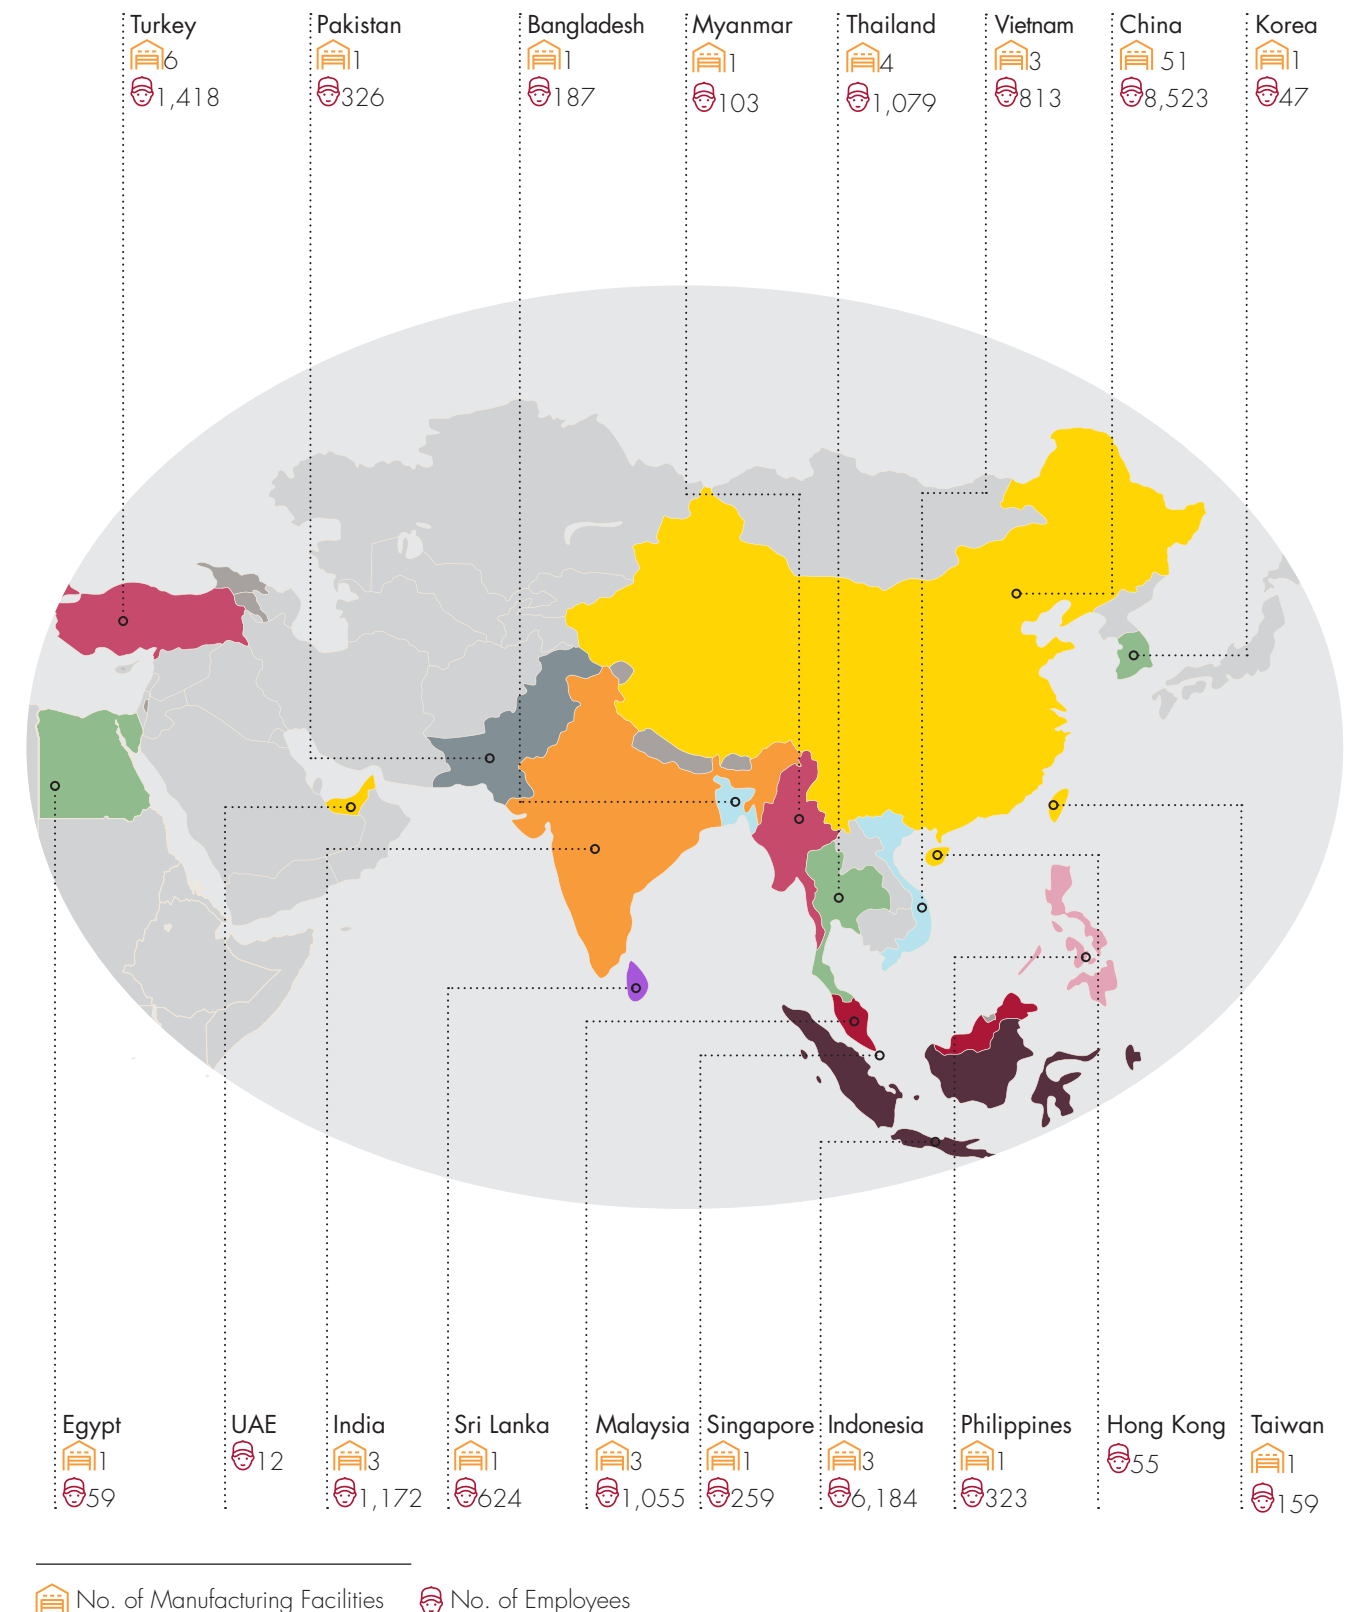 Turkey
6
1,418
Pakistan
1
326
Bangladesh
1
187
Myanmar
1
103
Thailand
4
1,079
Vietnam
3
813
China
51
8,523
Korea
1
47
Egypt
1
59
UAE
12
India
3
1,172
Sri Lanka
1
624
Malaysia
3
1,055
Singapore
1
259
Indonesia
3
6,184
Philippines
1
323
Hong Kong
55
Taiwan
1
159
No. of Manufacturing Facilities
No. of Employees